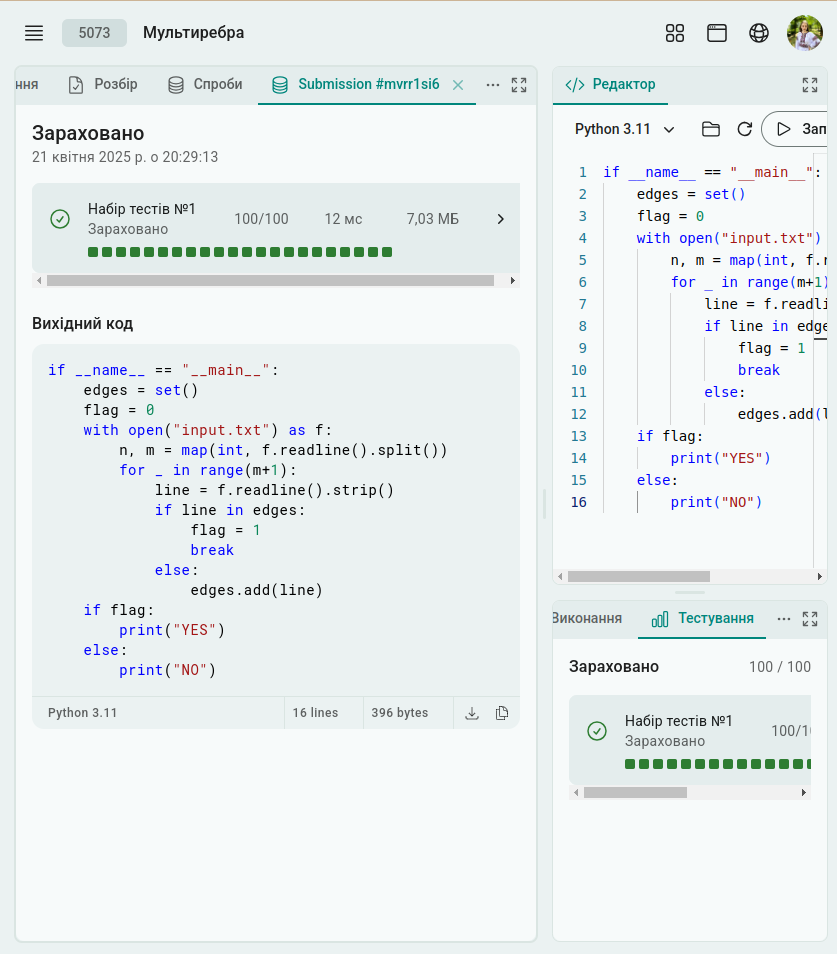 5073 Мультиребра
ння Розбір Спроби Submission #mvrr1si6
Зараховано
21 квітня 2025 р. о 20:29:13
Набір тестів №1
Зараховано
100/100 12 мс 7,03 МБ
Вихідний код
if __name__ == "__main__":
    edges = set()
    flag = 0
    with open("input.txt") as f:
        n, m = map(int, f.readline().split())
        for _ in range(m+1):
            line = f.readline().strip()
            if line in edges:
                flag = 1
                break
            else:
                edges.add(line)
    if flag:
        print("YES")
    else:
        print("NO")
Python 3.11 16 lines 396 bytes
Редактор
Python 3.11 Зап
1 if __name__ == "__main__":
2     edges = set()
3     flag = 0
4     with open("input.txt")
5         n, m = map(int, f.r
6         for _ in range(m+1)
7             line = f.readli
8             if line in edge
9                 flag = 1
10                 break
11             else:
12                 edges.add(l
13     if flag:
14         print("YES")
15     else:
16         print("NO")
Виконання Тестування
Зараховано 100 / 100
Набір тестів №1
Зараховано
100/10